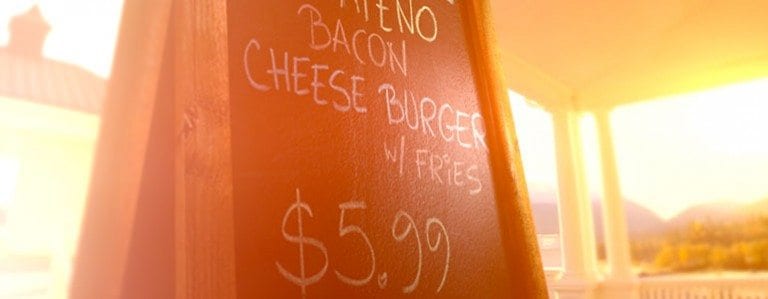 BACON
CHEESE BURGER
w/ FRIES
$5.99